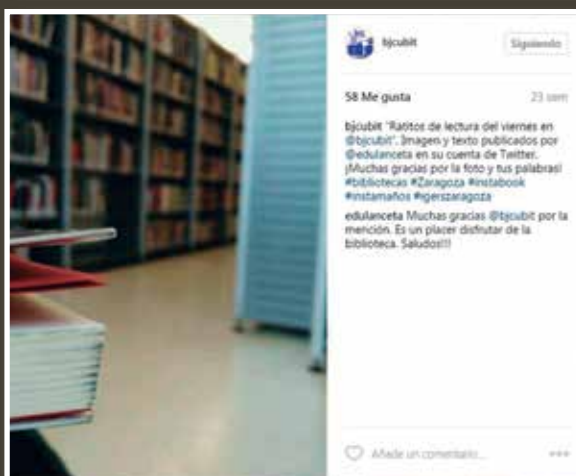 bjcubit
Siguiendo
58 Me gusta
23 sem
bjcubit "Ratitos de lectura del viernes en
@bjcubit". Imagen y texto publicados por
@edulanceta en su cuenta de Twitter.
¡Muchas gracias por la foto y tus palabras!
#bibliotecas #Zaragoza #instabook
#instamaños #igerszaragoza
edulanceta Muchas gracias @bjcubit por la
mención. Es un placer disfrutar de la
biblioteca. Saludos!!!
Añade un comentario...